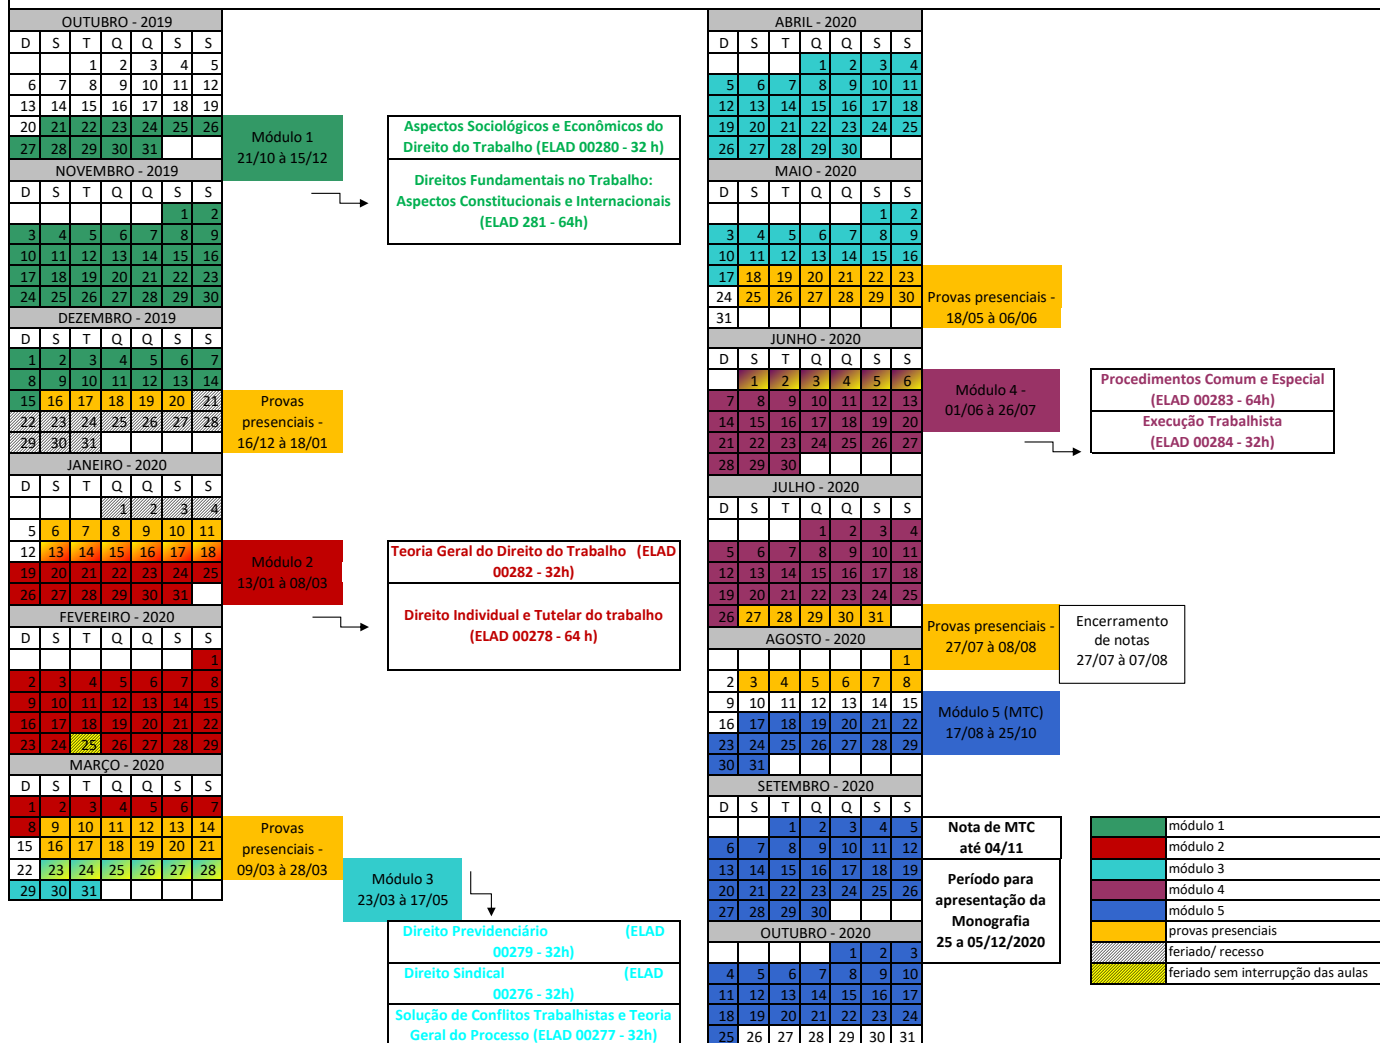 OUTUBRO - 2019
D S T Q Q S S
1 2 3 4 5
6 7 8 9 10 11 12
13 14 15 16 17 18 19
20 21 22 23 24 25 26
27 28 29 30 31
Módulo 1
21/10 à 15/12
Aspectos Sociológicos e Econômicos do
Direito do Trabalho (ELAD 00280 - 32 h)
Direitos Fundamentais no Trabalho:
Aspectos Constitucionais e Internacionais
(ELAD 281 - 64h)
NOVEMBRO - 2019
D S T Q Q S S
1 2
3 4 5 6 7 8 9
10 11 12 13 14 15 16
17 18 19 20 21 22 23
24 25 26 27 28 29 30
DEZEMBRO - 2019
D S T Q Q S S
1 2 3 4 5 6 7
8 9 10 11 12 13 14
15 16 17 18 19 20 21
22 23 24 25 26 27 28
29 30 31
Provas
presenciais -
16/12 à 18/01
JANEIRO - 2020
D S T Q Q S S
1 2 3 4
5 6 7 8 9 10 11
12 13 14 15 16 17 18
19 20 21 22 23 24 25
26 27 28 29 30 31
Módulo 2
13/01 à 08/03
Teoria Geral do Direito do Trabalho (ELAD
00282 - 32h)
Direito Individual e Tutelar do trabalho
(ELAD 00278 - 64 h)
FEVEREIRO - 2020
D S T Q Q S S
1
2 3 4 5 6 7 8
9 10 11 12 13 14 15
16 17 18 19 20 21 22
23 24 25 26 27 28 29
MARÇO - 2020
D S T Q Q S S
1 2 3 4 5 6 7
8 9 10 11 12 13 14
15 16 17 18 19 20 21
22 23 24 25 26 27 28
29 30 31
Provas
presenciais -
09/03 à 28/03
Módulo 3
23/03 à 17/05
Direito Previdenciário (ELAD
00279 - 32h)
Direito Sindical (ELAD
00276 - 32h)
Solução de Conflitos Trabalhistas e Teoria
Geral do Processo (ELAD 00277 - 32h)
ABRIL - 2020
D S T Q Q S S
1 2 3 4
5 6 7 8 9 10 11
12 13 14 15 16 17 18
19 20 21 22 23 24 25
26 27 28 29 30
MAIO - 2020
D S T Q Q S S
1 2
3 4 5 6 7 8 9
10 11 12 13 14 15 16
17 18 19 20 21 22 23
24 25 26 27 28 29 30
31
Provas presenciais -
18/05 à 06/06
JUNHO - 2020
D S T Q Q S S
1 2 3 4 5 6
7 8 9 10 11 12 13
14 15 16 17 18 19 20
21 22 23 24 25 26 27
28 29 30
Módulo 4 -
01/06 à 26/07
Procedimentos Comum e Especial
(ELAD 00283 - 64h)
Execução Trabalhista
(ELAD 00284 - 32h)
JULHO - 2020
D S T Q Q S S
1 2 3 4
5 6 7 8 9 10 11
12 13 14 15 16 17 18
19 20 21 22 23 24 25
26 27 28 29 30 31
Provas presenciais -
27/07 à 08/08
Encerramento
de notas
27/07 à 07/08
AGOSTO - 2020
1
2 3 4 5 6 7 8
9 10 11 12 13 14 15
16 17 18 19 20 21 22
23 24 25 26 27 28 29
30 31
Módulo 5 (MTC)
17/08 à 25/10
SETEMBRO - 2020
D S T Q Q S S
1 2 3 4 5
6 7 8 9 10 11 12
13 14 15 16 17 18 19
20 21 22 23 24 25 26
27 28 29 30
Nota de MTC
até 04/11
Período para
apresentação da
Monografia
25 a 05/12/2020
OUTUBRO - 2020
1 2 3
4 5 6 7 8 9 10
11 12 13 14 15 16 17
18 19 20 21 22 23 24
25 26 27 28 29 30 31
módulo 1
módulo 2
módulo 3
módulo 4
módulo 5
provas presenciais
feriado/ recesso
feriado sem interrupção das aulas